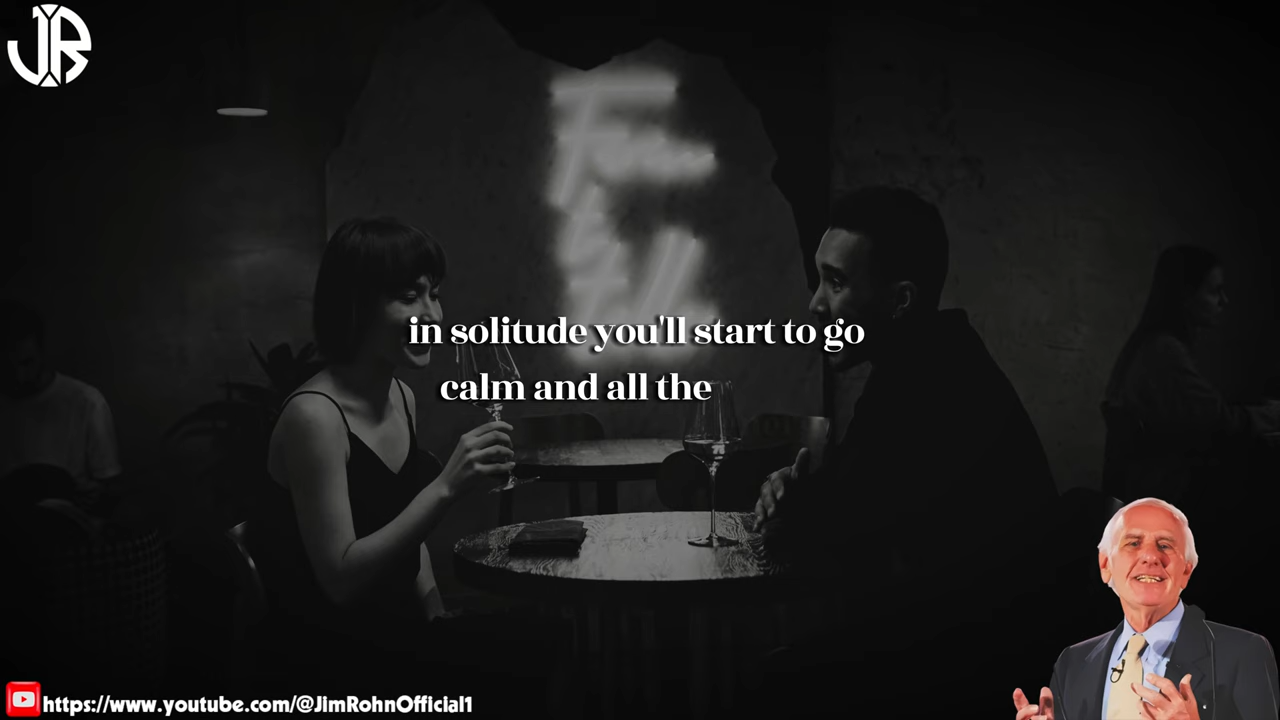 JR
in solitude you'll start to go
calm and all the
https://www.youtube.com/@JimRohnOfficial1